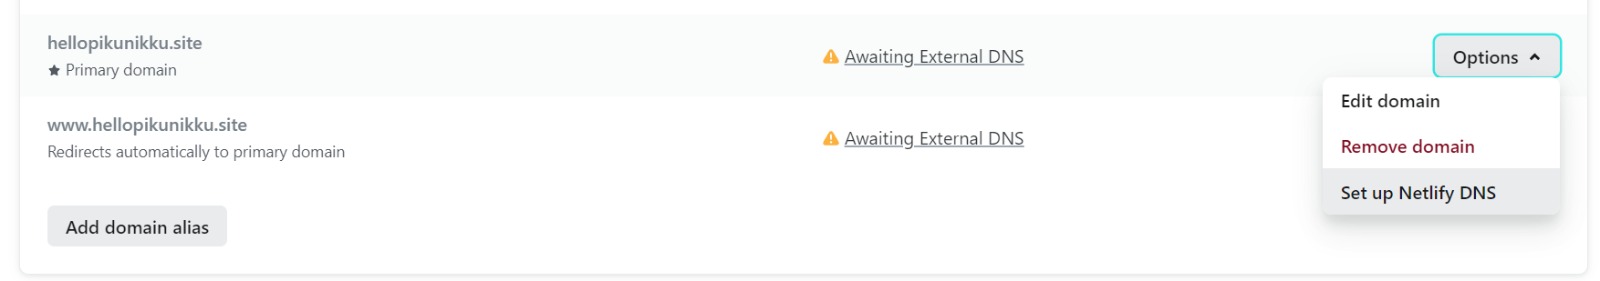 hellopikunikku.site
Primary domain
Awaiting External DNS
Options
Edit domain
Remove domain
Set up Netlify DNS
www.hellopikunikku.site
Redirects automatically to primary domain
Awaiting External DNS
Add domain alias